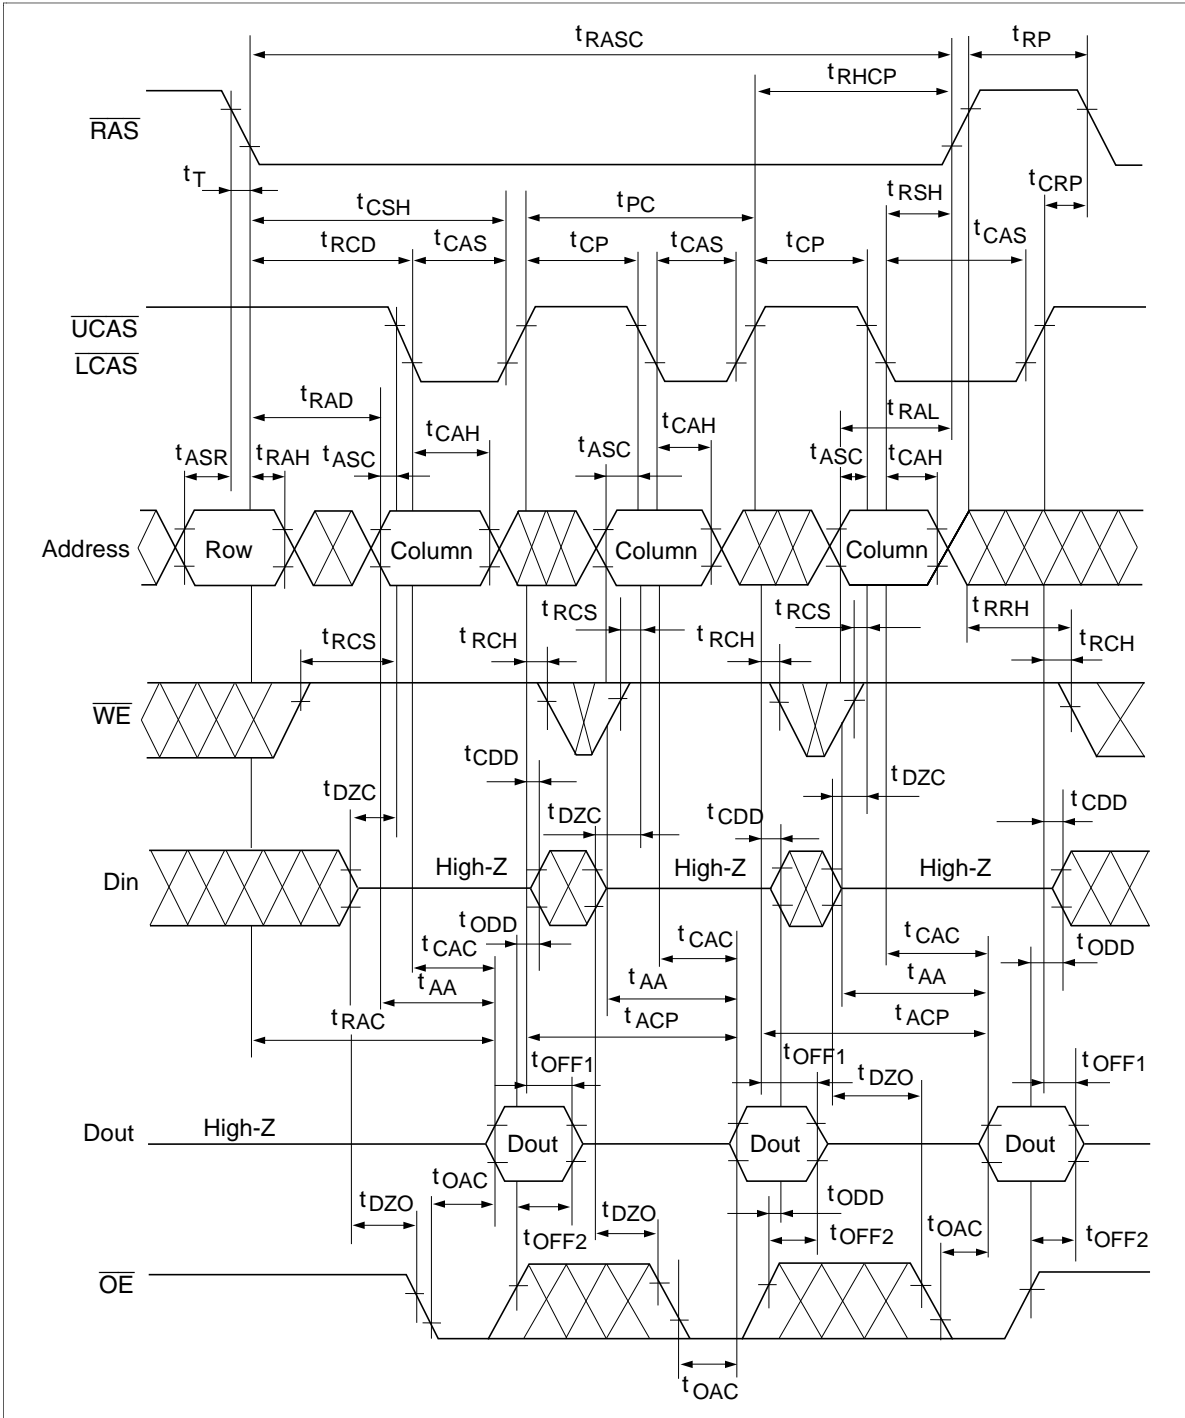 tRASC tRP
tRHCP
RAS
tT tRSH tCRP
tCSH tPC
tRCD tCAS tCP tCAS tCP tCAS
UCAS
LCAS
tRAD tCAH tCAH tRAL
tASR tRAH tASC tASC tASC tCAH
Address Row Column Column Column
tRCS tRCS tRRH
tRCS tRCH tRCH tRCH
WE
tCDD
tDZC tDZC tCDD tDZC tCDD
Din High-Z High-Z High-Z
tODD tCAC tCAC tODD
tCAC tAA tAA
tAA tACP tACP
tRAC
tOFF1 tOFF1 tDZO tOFF1
Dout High-Z Dout Dout Dout
tOAC tODD
tDZO tDZO tOAC
tOFF2 tOFF2 tOFF2
OE
tOAC